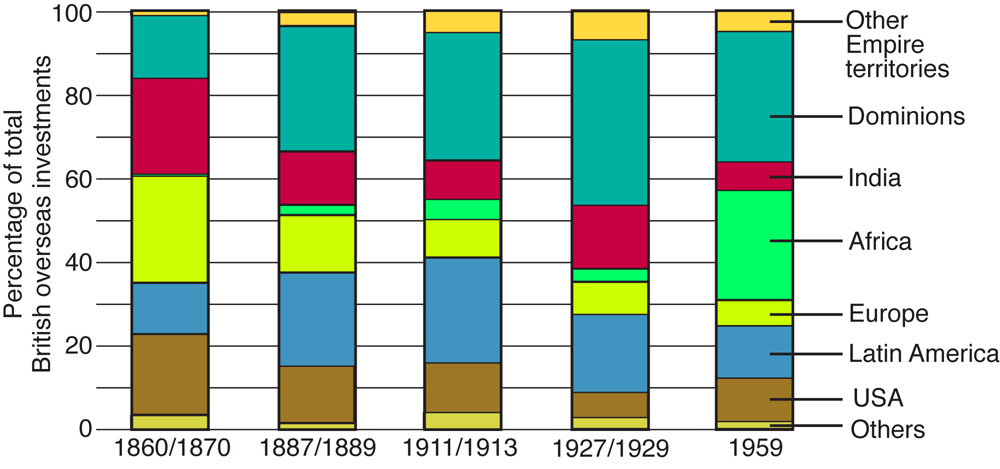 Percentage of total
British overseas investments
100
80
60
40
20
0
1860/1870
1887/1889
1911/1913
1927/1929
1959
Other
Empire
territories
Dominions
India
Africa
Europe
Latin America
USA
Others